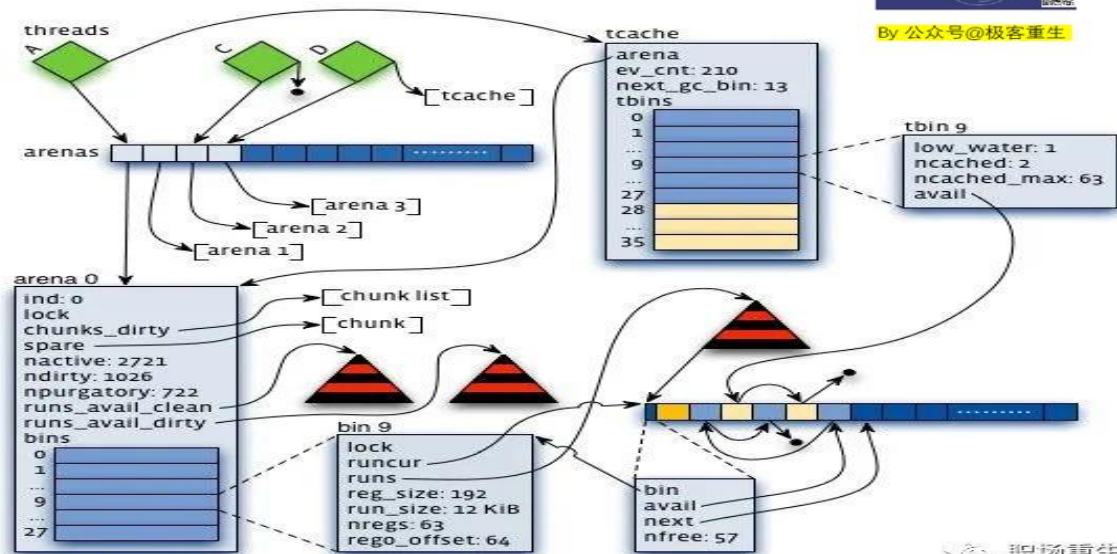 By 公众号@极客重生
threads
A
C
D
[tcache]
arenas
[arena 3]
[arena 2]
[arena 1]
tcache
arena
ev_cnt: 210
next_gc_bin: 13
tbins
0
1
...
9
...
27
28
...
35
tbin 9
low_water: 1
ncached: 2
ncached_max: 63
avail
arena 0
ind: 0
lock
chunks_dirty
spare
nactive: 2721
ndirty: 1026
npurgatory: 722
runs_avail_clean
runs_avail_dirty
bins
0
1
...
9
...
27
[chunk list]
[chunk]
bin 9
lock
runcur
runs
reg_size: 192
run_size: 12 KiB
nregs: 63
reg0_offset: 64
bin
avail
next
nfree: 57